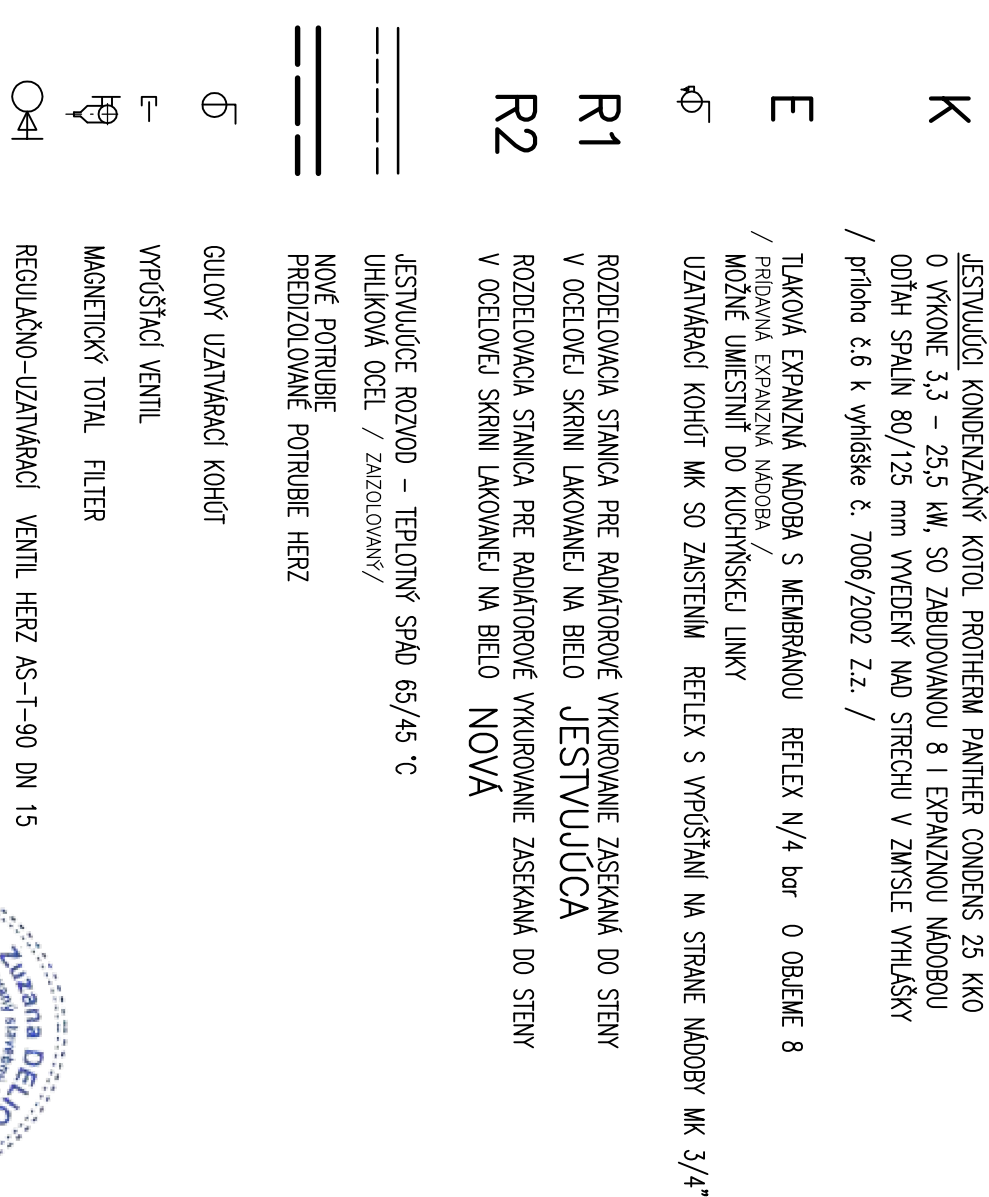 K
JESTVUJÚCI KONDENZAČNÝ KOTOL PROTHERM PANTHER CONDENS 25 KKO
O VÝKONE 3,3 - 25,5 kW, SO ZABUDOVANOU 8 l EXPANZNOU NÁDOBOU
ODŤAH SPALÍN 80/125 mm VYVEDENÝ NAD STRECHU V ZMYSLE VYHLÁŠKY
/ príloha č.6 k vyhláške č. 7006/2002 Z.z. /
E
TLAKOVÁ EXPANZNÁ NÁDOBA S MEMBRÁNOU REFLEX N/4 bar O OBJEME 8
/ PRÍDAVNÁ EXPANZNÁ NÁDOBA /
MOŽNÉ UMIESTNIŤ DO KUCHYŇSKEJ LINKY
UZATVÁRACÍ KOHÚT MK SO ZAISTENÍM REFLEX S VYPÚŠŤANÍ NA STRANE NÁDOBY MK 3/4"
R1
ROZDELOVACIA STANICA PRE RADIÁTOROVÉ VYKUROVANIE ZASEKANÁ DO STENY
V OCELOVEJ SKRINI LAKOVANEJ NA BIELO JESTVUJÚCA
R2
ROZDELOVACIA STANICA PRE RADIÁTOROVÉ VYKUROVANIE ZASEKANÁ DO STENY
V OCELOVEJ SKRINI LAKOVANEJ NA BIELO NOVÁ
JESTVUJÚCE ROZVOD - TEPLOTNÝ SPÁD 65/45 °C
UHLÍKOVÁ OCEL / ZAIZOLOVANÝ/
NOVÉ POTRUBIE
PREDIZOLOVANÉ POTRUBIE HERZ
GULOVÝ UZATVÁRACÍ KOHÚT
VYPÚŠŤACÍ VENTIL
MAGNETICKÝ TOTAL FILTER
REGULAČNO-UZATVÁRACÍ VENTIL HERZ AS-T-90 DN 15
Zuzana DELIC